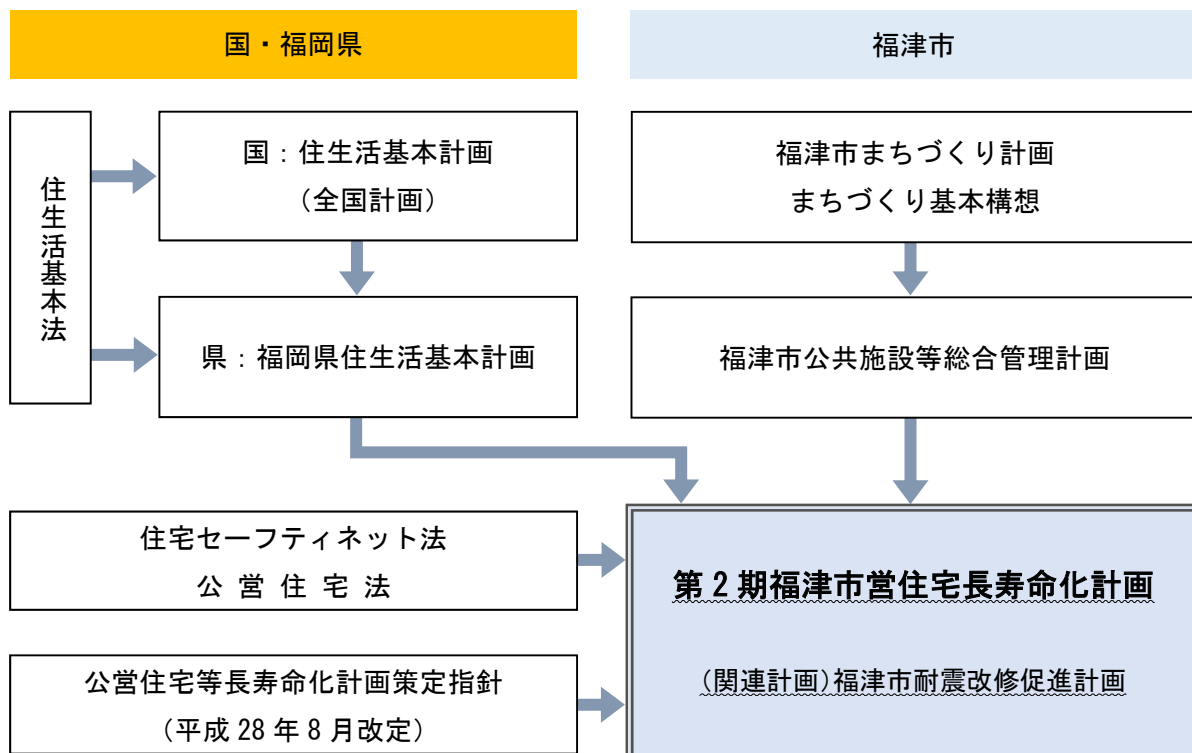 国・福岡県
福津市
住生活基本法
国：住生活基本計画
（全国計画）
県：福岡県住生活基本計画
福津市まちづくり計画
まちづくり基本構想
福津市公共施設等総合管理計画
住宅セーフティネット法
公 営 住 宅 法
公営住宅等長寿命化計画策定指針
（平成 28 年 8 月改定）
第 2 期福津市営住宅長寿命化計画
（関連計画）福津市耐震改修促進計画